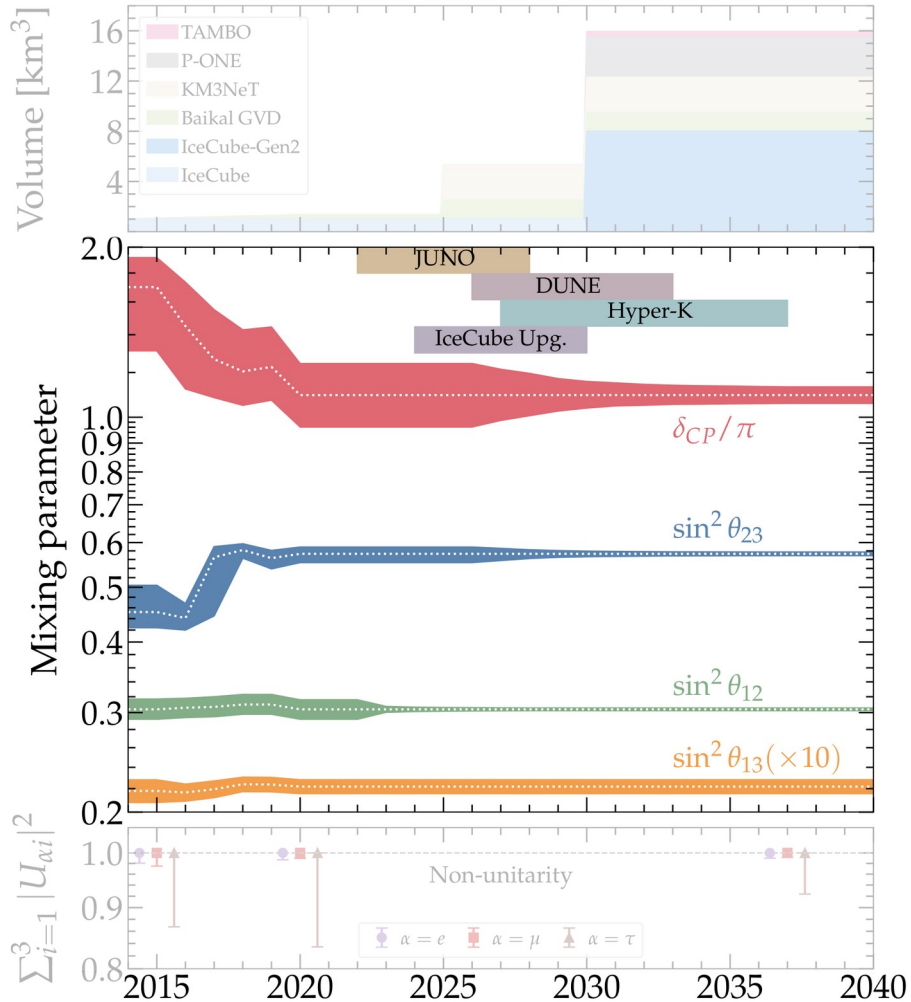 Volume [km³]
16
12
8
4
TAMBO
P-ONE
KM3NeT
Baikal GVD
IceCube-Gen2
IceCube
Mixing parameter
2.0
1.0
0.9
0.8
0.7
0.6
0.5
0.4
0.3
0.2
JUNO
DUNE
Hyper-K
IceCube Upg.
δCP/π
sin² θ₂₃
sin² θ₁₂
sin² θ₁₃(×10)
Σ³ᵢ₌₁ |Uαi|²
1.0
0.9
0.8
Non-unitarity
α = e
α = μ
α = τ
2015
2020
2025
2030
2035
2040